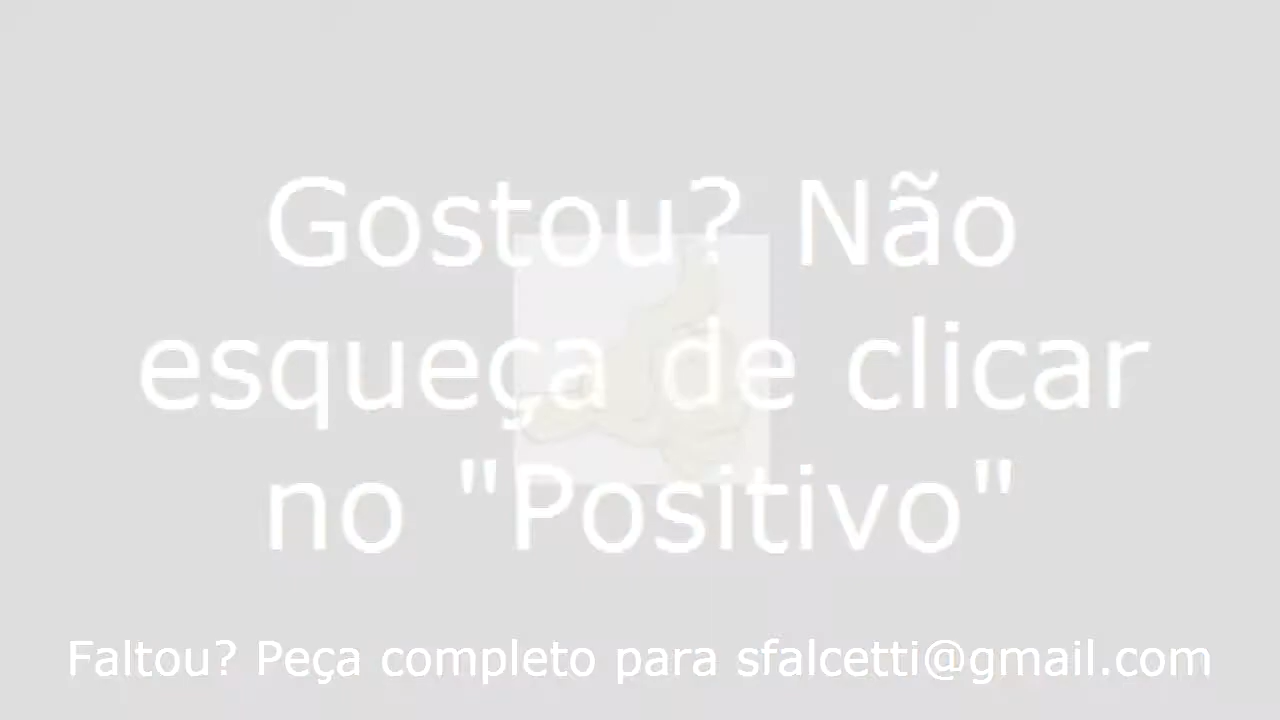 Gostou? Não
esqueça de clicar
no "Positivo"
Faltou? Peça completo para sfalcetti@gmail.com